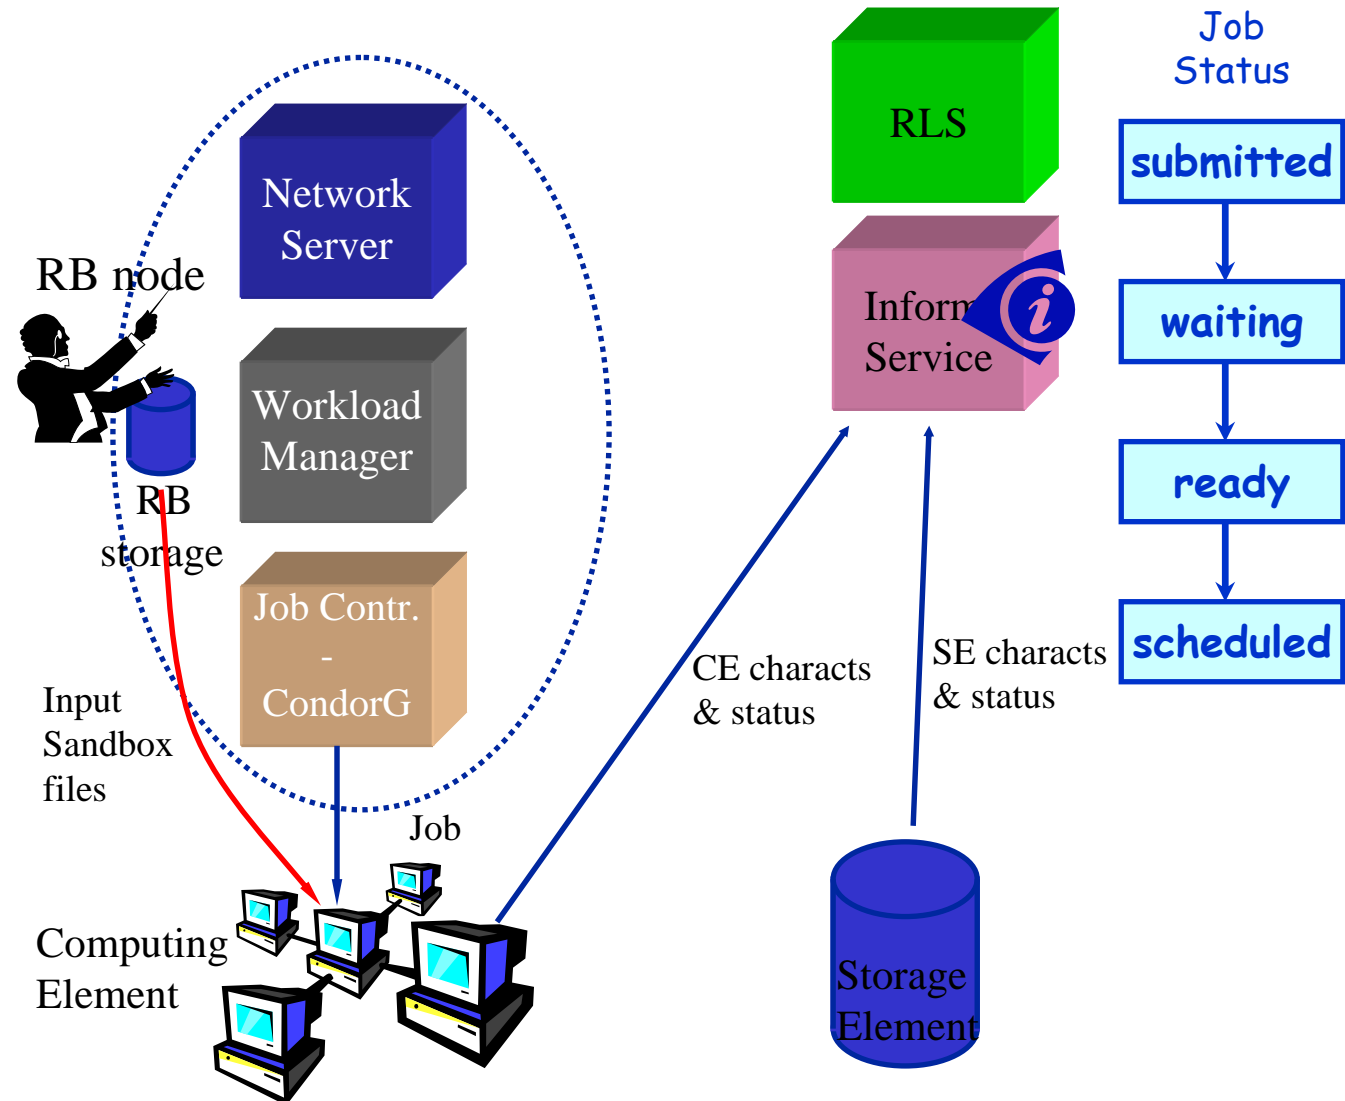 Job
Status
RLS
submitted
Network
Server
RB node
Inform.
Service
i
waiting
Workload
Manager
ready
RB
storage
Job Contr.
-
CondorG
scheduled
CE characts
& status
SE characts
& status
Input
Sandbox
files
Job
Computing
Element
Storage
Element